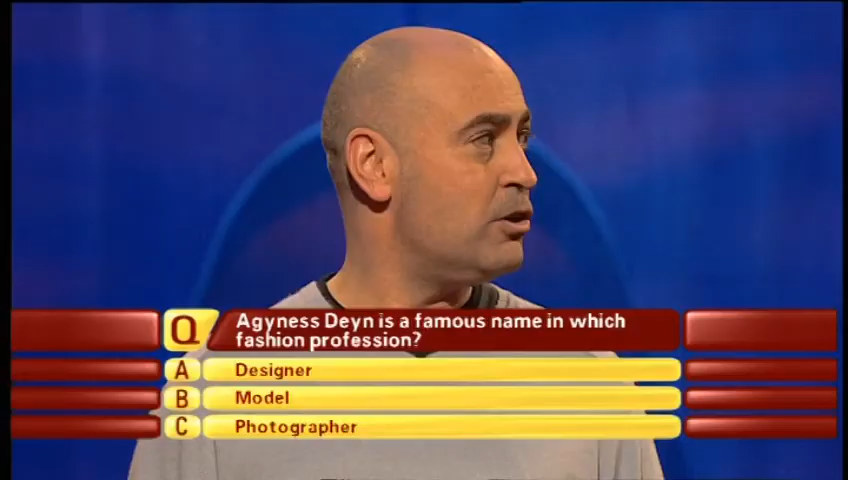 Q Agyness Deyn is a famous name in which
fashion profession?
A Designer
B Model
C Photographer